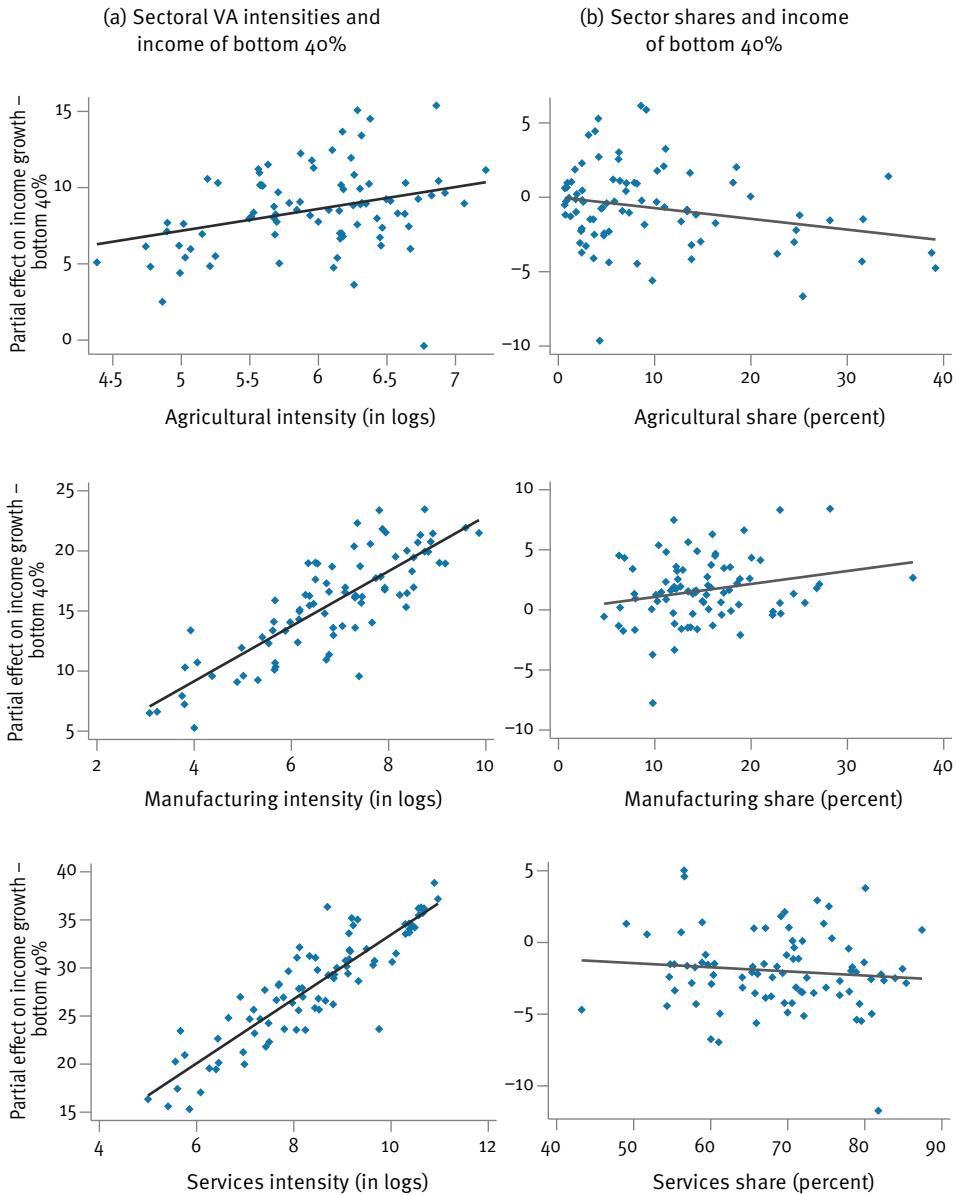 (a) Sectoral VA intensities and
income of bottom 40%
(b) Sector shares and income
of bottom 40%
Partial effect on income growth –
bottom 40%
15
10
5
0
4.5 5 5.5 6 6.5 7
Agricultural intensity (in logs)
5
0
−5
−10
0 10 20 30 40
Agricultural share (percent)
Partial effect on income growth –
bottom 40%
25
20
15
10
5
2 4 6 8 10
Manufacturing intensity (in logs)
10
5
0
−5
−10
0 10 20 30 40
Manufacturing share (percent)
Partial effect on income growth –
bottom 40%
40
35
30
25
20
15
4 6 8 10 12
Services intensity (in logs)
5
0
−5
−10
40 50 60 70 80 90
Services share (percent)